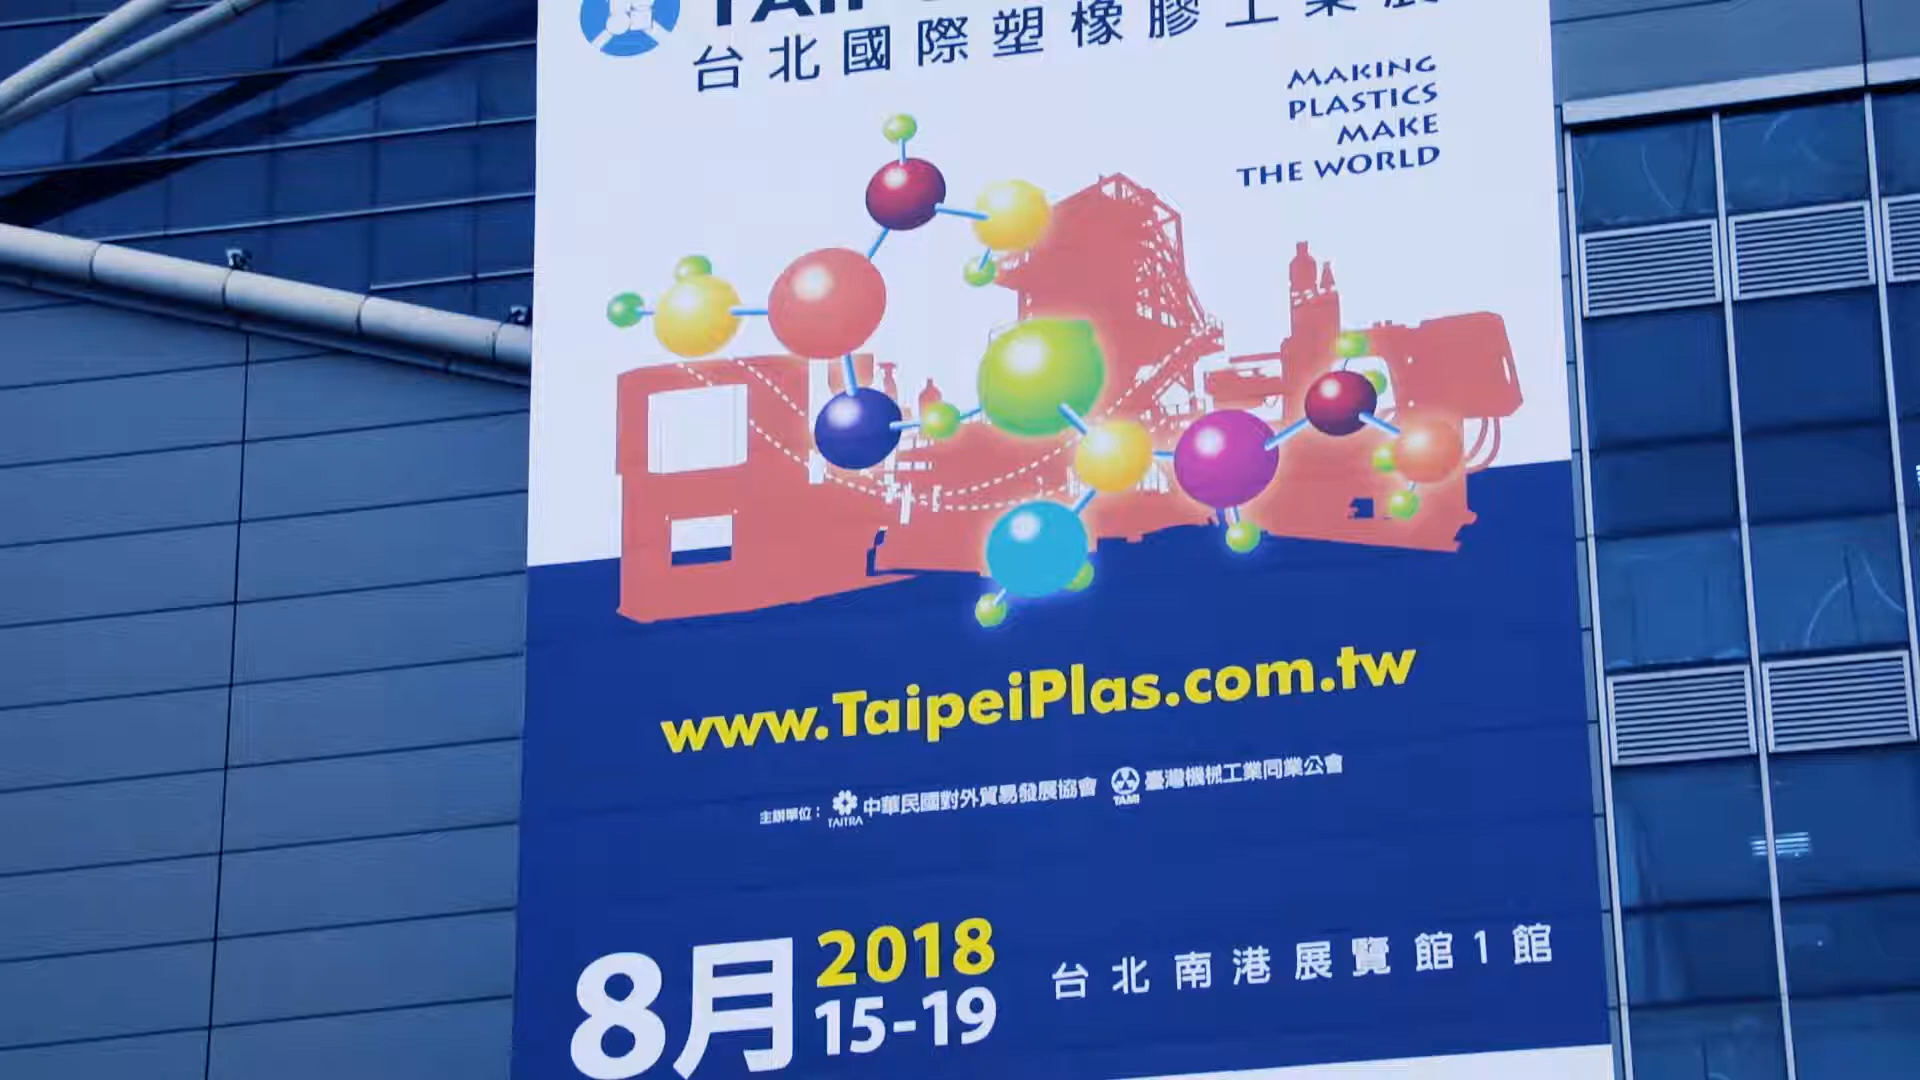 台北國際塑橡膠工業展
MAKING
PLASTICS
MAKE
THE WORLD
www.TaipeiPlas.com.tw
主辦單位： TAITRA 中華民國對外貿易發展協會 TAMI 臺灣機械工業同業公會
8月 2018
15-19
台北南港展覽館1館